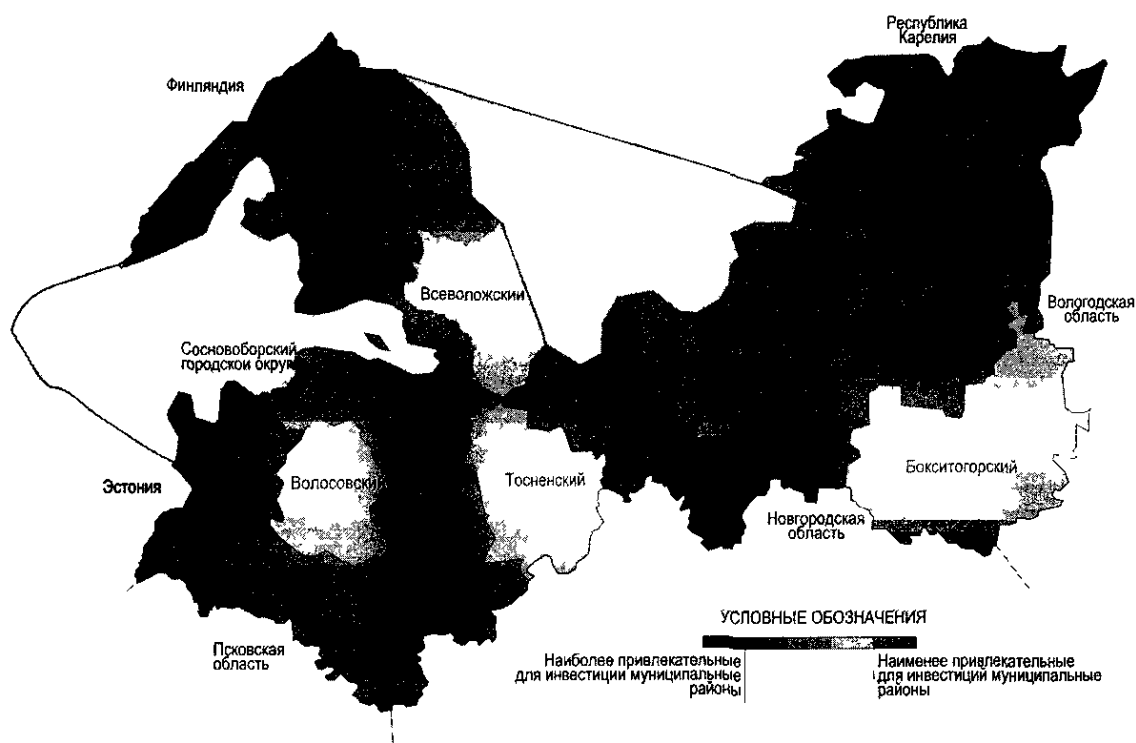 Республика
Карелия
Финляндия
Всеволожский
Вологодская
область
Сосновоборский
городской округ
Бокситогорский
Волосовский
Тосненский
Эстония
Новгородская
область
УСЛОВНЫЕ ОБОЗНАЧЕНИЯ
Псковская
область
Наиболее привлекательные
для инвестиции муниципальные
районы
Наименее привлекательные
для инвестиций муниципальные
районы